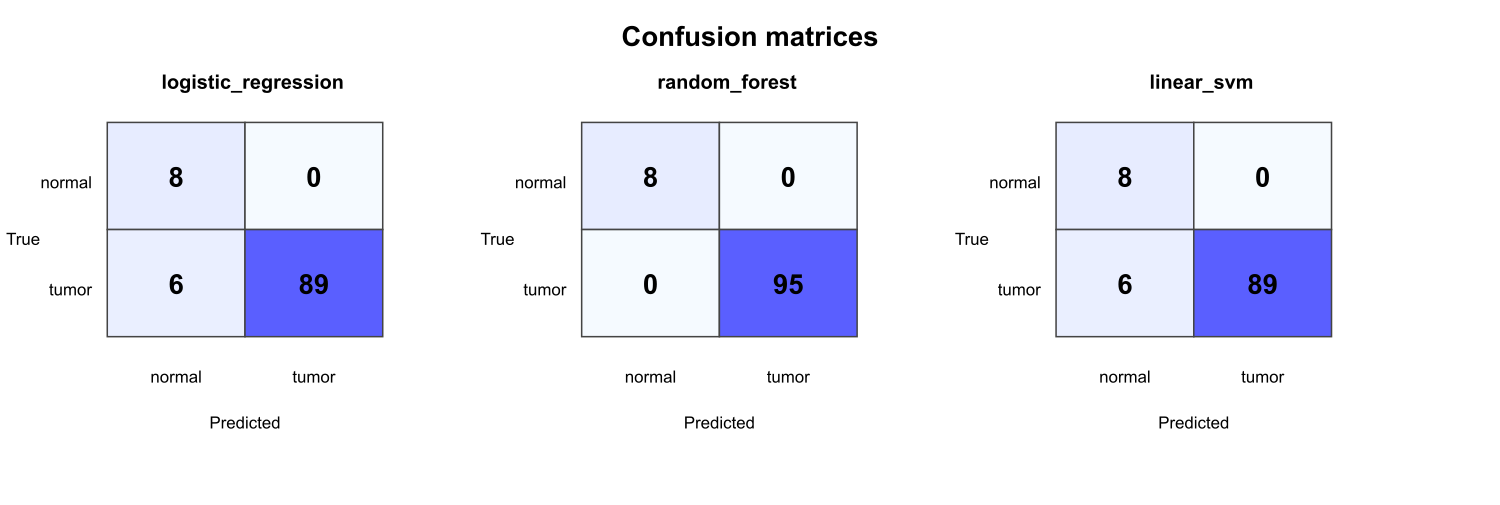 Confusion matrices
logistic_regression
random_forest
linear_svm
normal
8
0
normal
8
0
normal
8
0
True
True
True
tumor
6
89
tumor
0
95
tumor
6
89
normal
tumor
normal
tumor
normal
tumor
Predicted
Predicted
Predicted